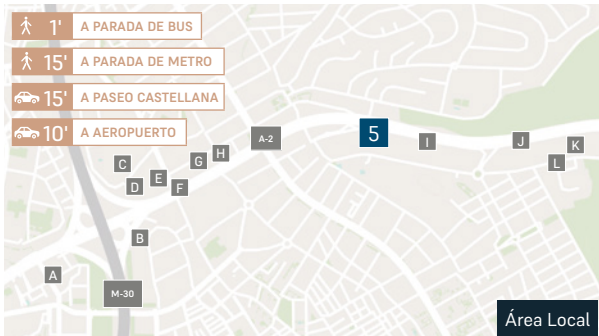 1' A PARADA DE BUS
15' A PARADA DE METRO
15' A PASEO CASTELLANA
10' A AEROPUERTO
A-2
5
I
J
K
L
H
G
C
E
D
F
B
A
M-30
Área Local